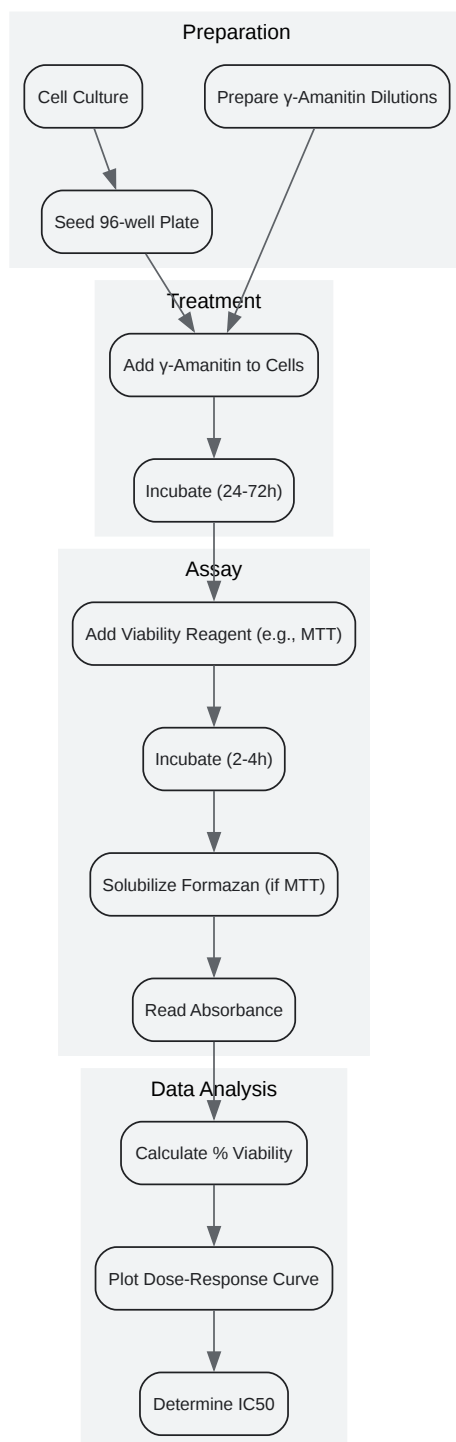 Preparation
Cell Culture
Prepare γ-Amanitin Dilutions
Seed 96-well Plate
Treatment
Add γ-Amanitin to Cells
Incubate (24-72h)
Assay
Add Viability Reagent (e.g., MTT)
Incubate (2-4h)
Solubilize Formazan (if MTT)
Read Absorbance
Data Analysis
Calculate % Viability
Plot Dose-Response Curve
Determine IC50